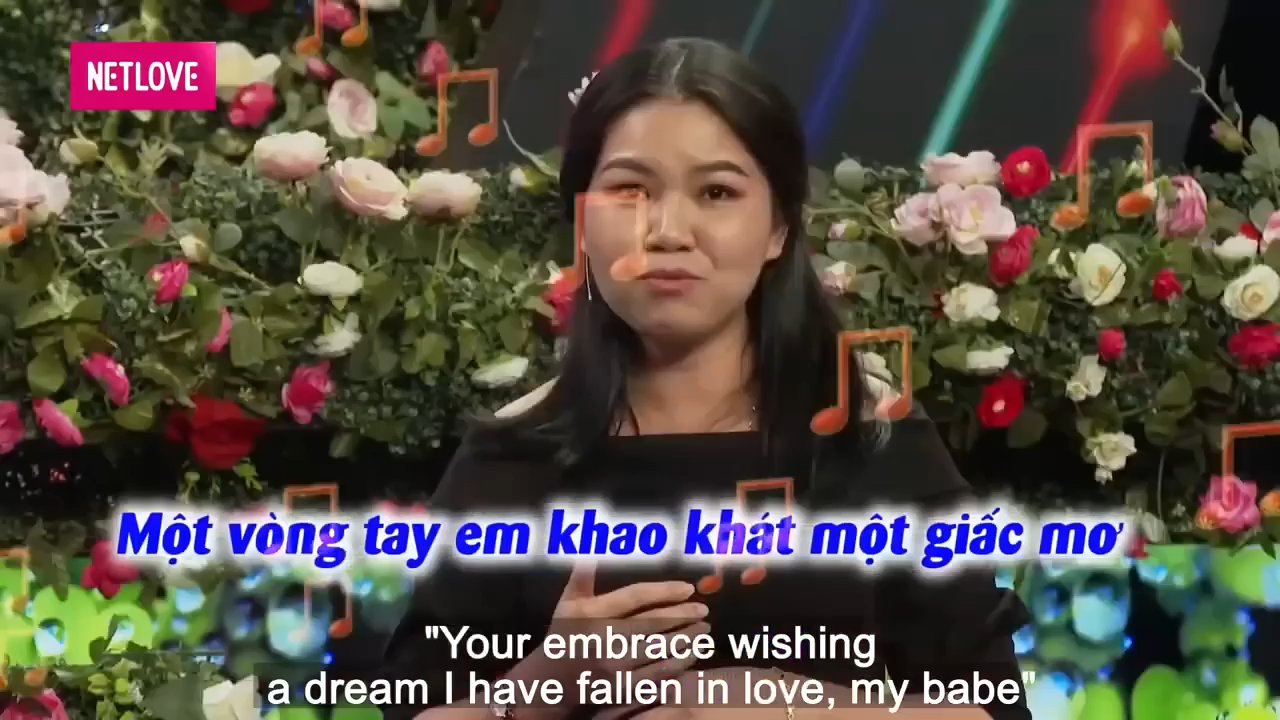 NETLOVE
Một vòng tay em khao khát một giấc mơ
"Your embrace wishing
a dream I have fallen in love, my babe"